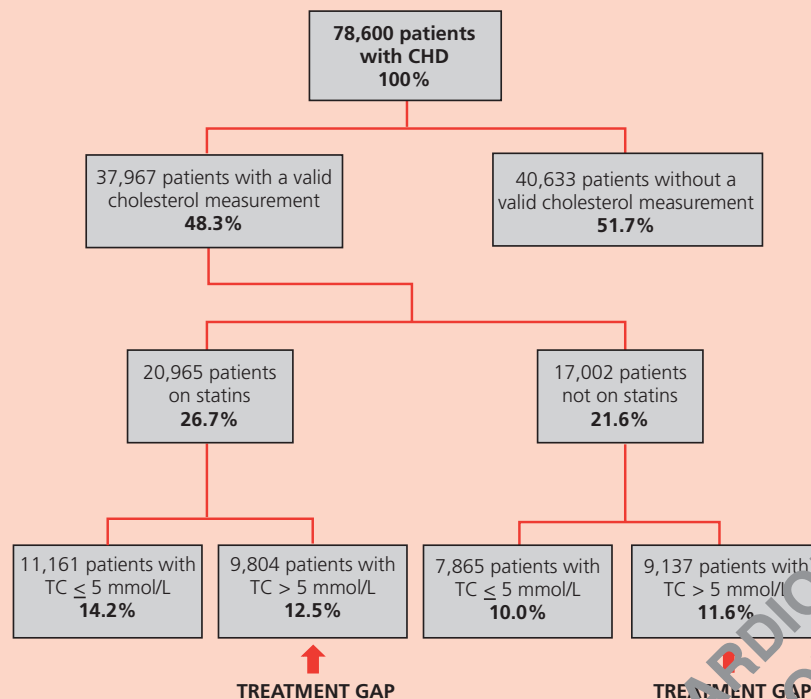 78,600 patients
with CHD
100%
37,967 patients with a valid
cholesterol measurement
48.3%
40,633 patients without a
valid cholesterol measurement
51.7%
20,965 patients
on statins
26.7%
17,002 patients
not on statins
21.6%
11,161 patients with
TC ≤ 5 mmol/L
14.2%
9,804 patients with
TC > 5 mmol/L
12.5%
7,865 patients with
TC ≤ 5 mmol/L
10.0%
9,137 patients with
TC > 5 mmol/L
11.6%
TREATMENT GAP
TREATMENT GAP